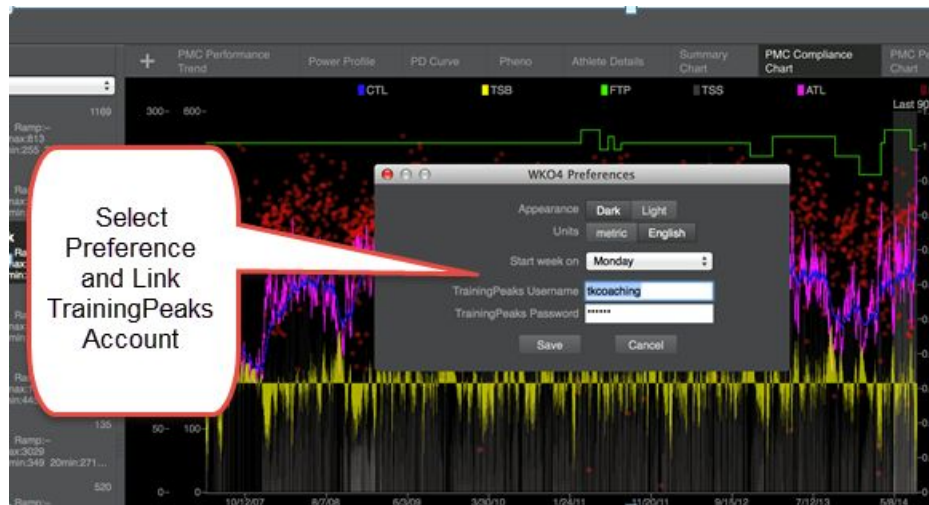 PMC Performance
Trend
Power Profile
PD Curve
Pheno
Athlete Details
Summary
Chart
PMC Compliance
Chart
PMC
Chart
CTL
TSB
FTP
TSS
ATL
Last 90
1169
300- 600-
Ramp:--
max:813
min:255
WKO4 Preferences
Appearance Dark Light
Units metric English
Start week on Monday
TrainingPeaks Username tkcoaching
TrainingPeaks Password ••••••
Save Cancel
Select
Preference
and Link
TrainingPeaks
Account
135
Ramp:--
max:3029
min:349 20min:271...
520
Ramp:--
50- 100-
0- 0-
10/12/07 8/7/08 6/3/09 3/30/10 1/24/11 11/20/11 9/15/12 7/12/13 5/8/14